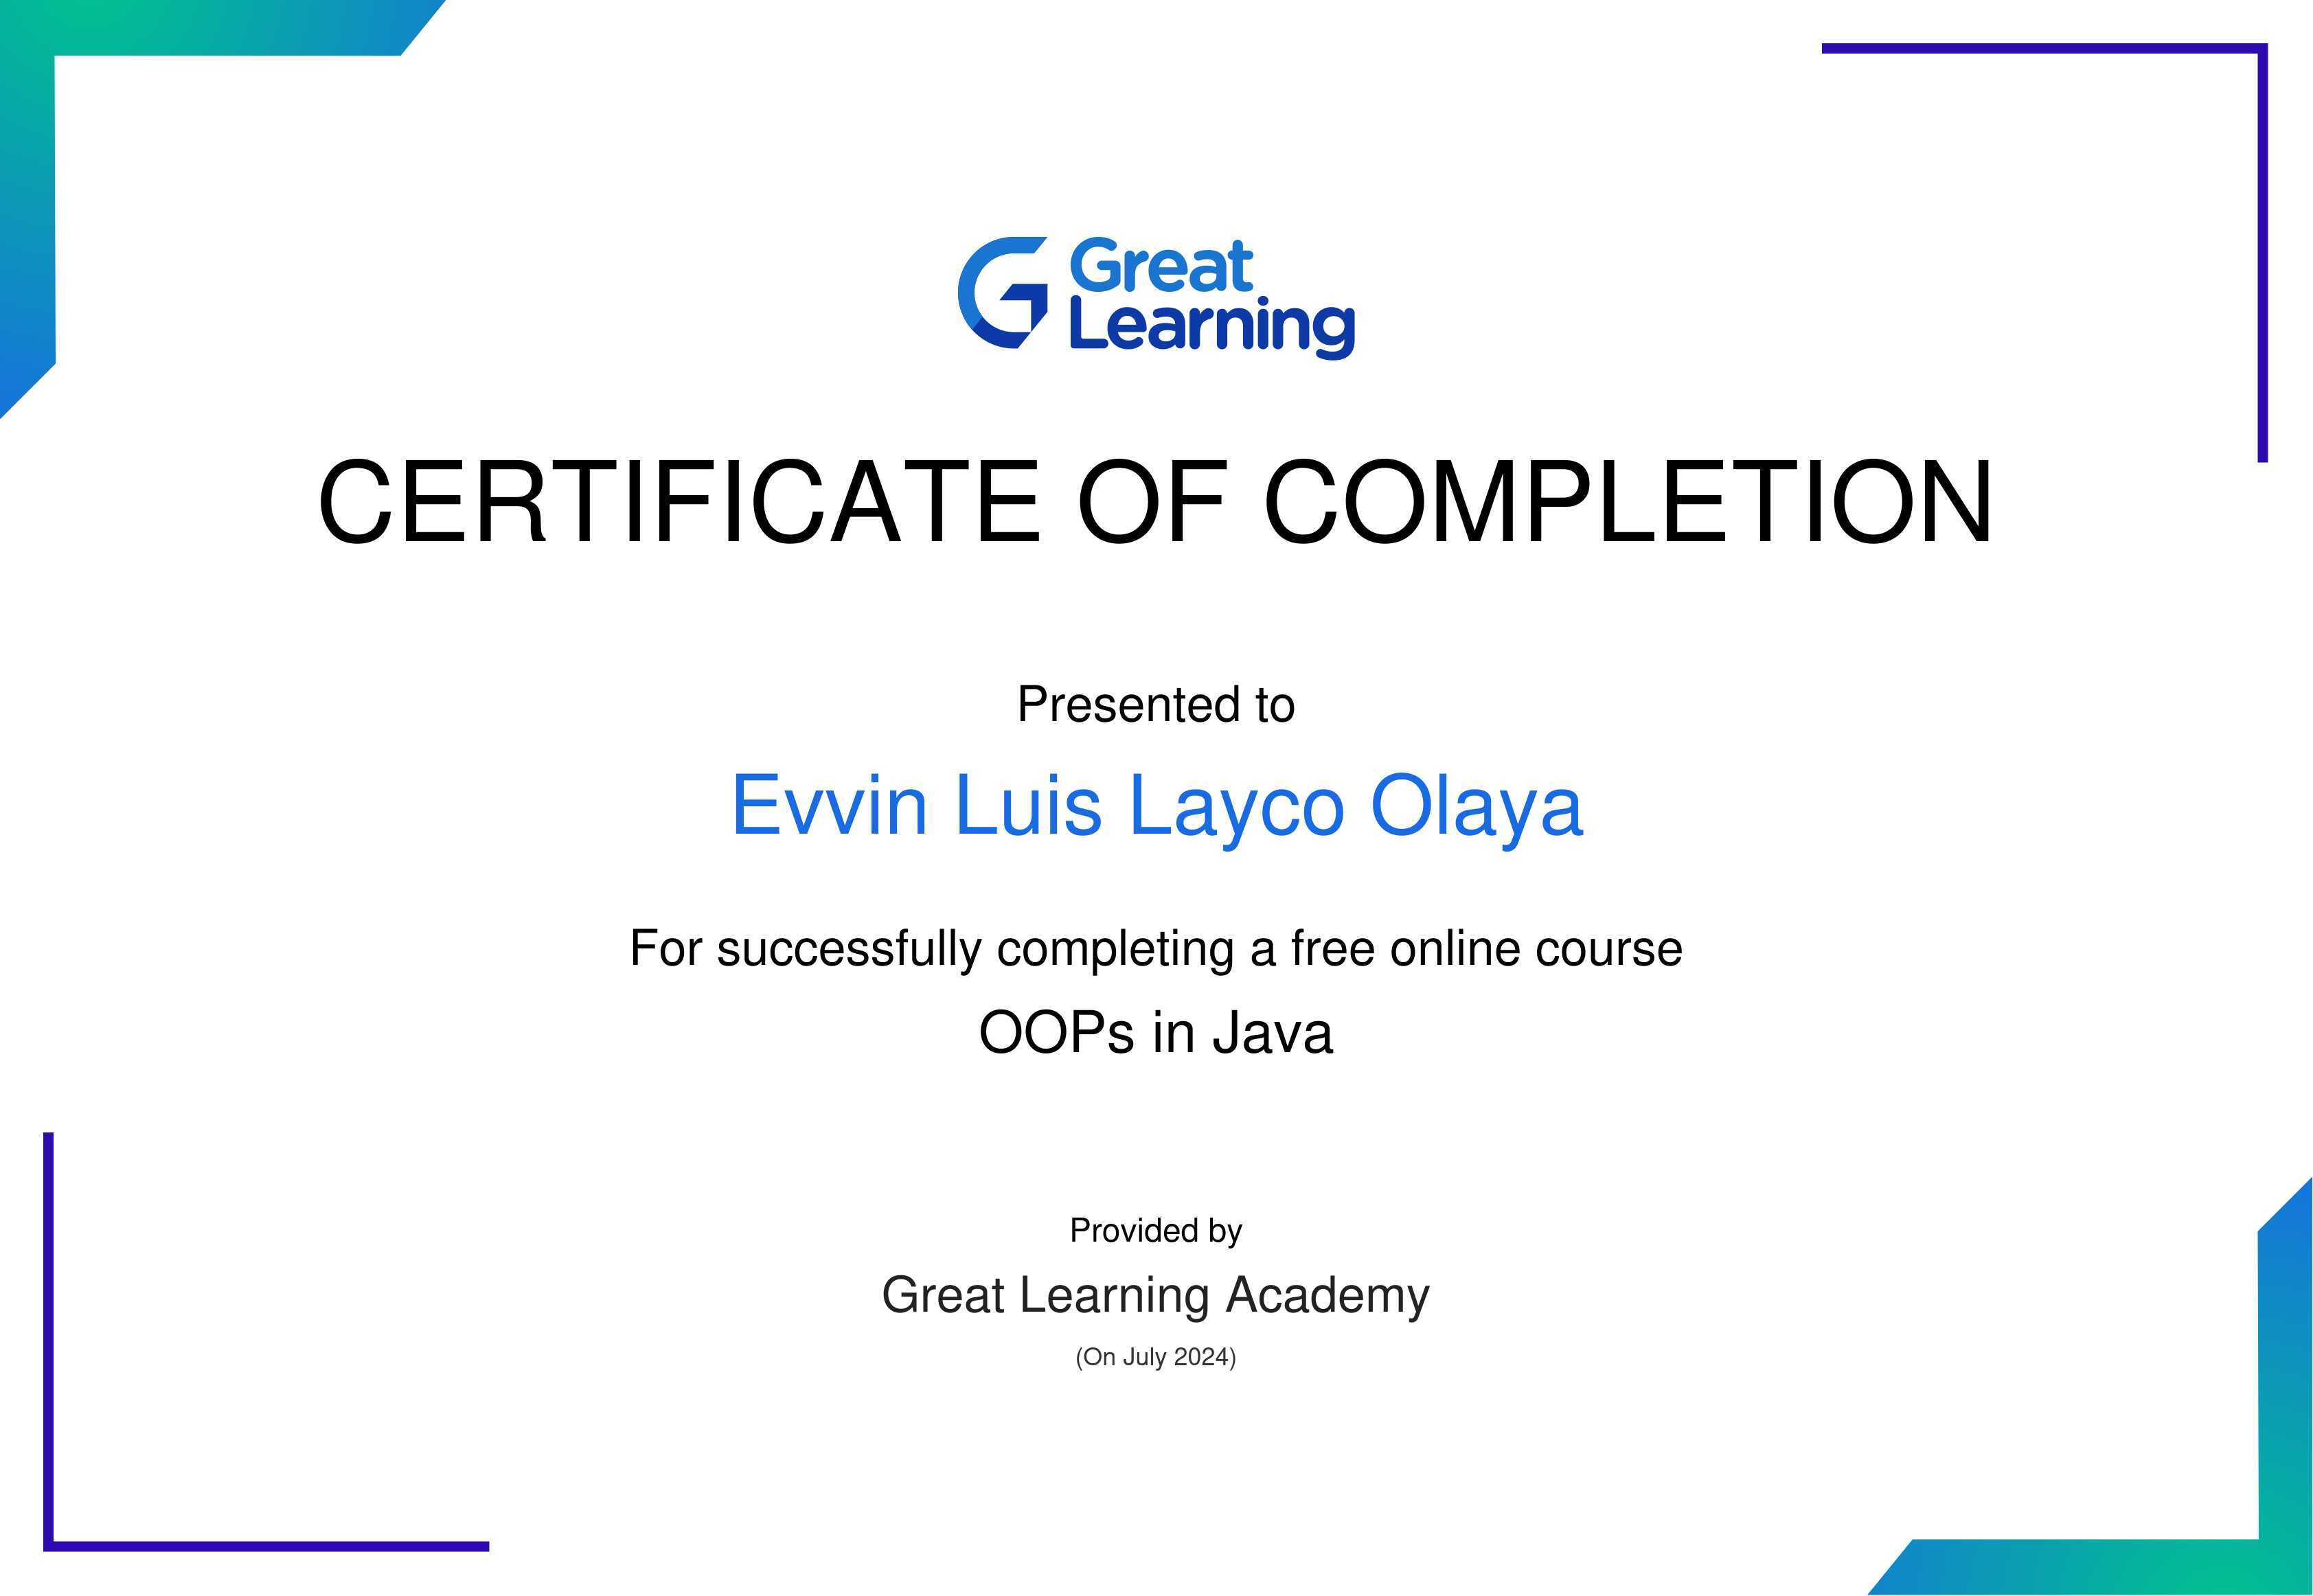 Great
Learning
CERTIFICATE OF COMPLETION
Presented to
Evvin Luis Layco Olaya
For successfully completing a free online course
OOPs in Java
Provided by
Great Learning Academy
(On July 2024)